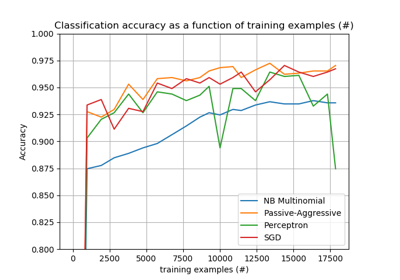 Classification accuracy as a function of training examples (#)
1.000
0.975
0.950
0.925
0.900
0.875
0.850
0.825
0.800
Accuracy
NB Multinomial
Passive-Aggressive
Perceptron
SGD
0 2500 5000 7500 10000 12500 15000 17500
training examples (#)